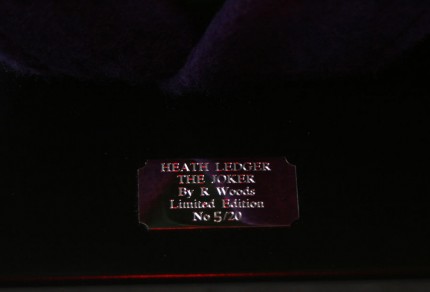 HEATH LEDGER
THE JOKER
By R Woods
Limited Edition
No 5/20